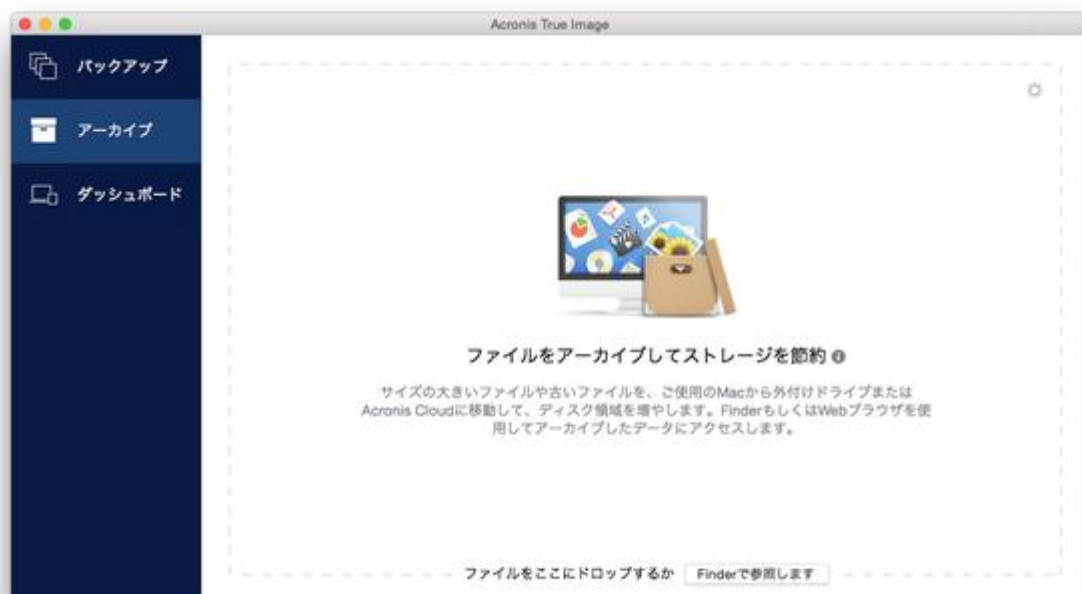 Acronis True Image
バックアップ
アーカイブ
ダッシュボード
ファイルをアーカイブしてストレージを節約
サイズの大きいファイルや古いファイルを、ご使用のMacから外付けドライブまたは
Acronis Cloudに移動して、ディスク領域を増やします。FinderもしくはWebブラウザを使
用してアーカイブしたデータにアクセスします。
ファイルをここにドロップするか Finderで参照します